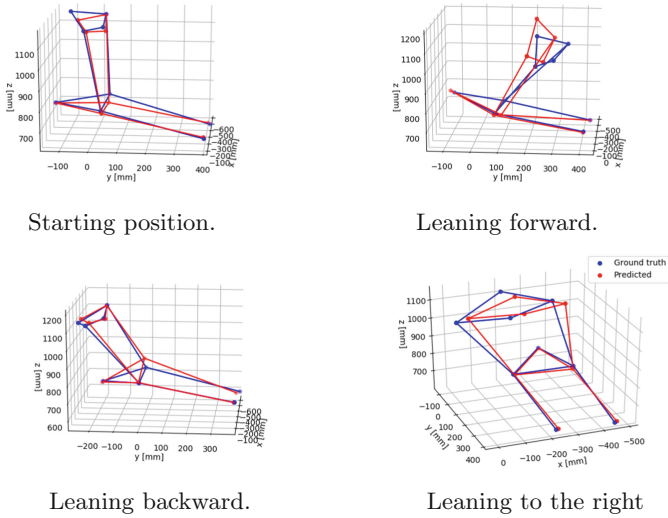 1100
1000
900
800
700
z [mm]
−100 0 100 200 300 400
y [mm]
−600
−500
−400
−300
−200
−100
x [mm]
Starting position.
1200
1100
1000
900
800
700
z [mm]
−100 0 100 200 300 400
y [mm]
−500
−400
−300
−200
−100
0
x [mm]
Leaning forward.
1200
1100
1000
900
800
700
600
z [mm]
−200 −100 0 100 200 300
y [mm]
−600
−500
−400
−300
−200
−100
x [mm]
Leaning backward.
Ground truth
Predicted
1100
1000
900
800
700
z [mm]
−100
0
100
200
300
400
y [mm]
0 −100 −200 −300 −400 −500
x [mm]
Leaning to the right